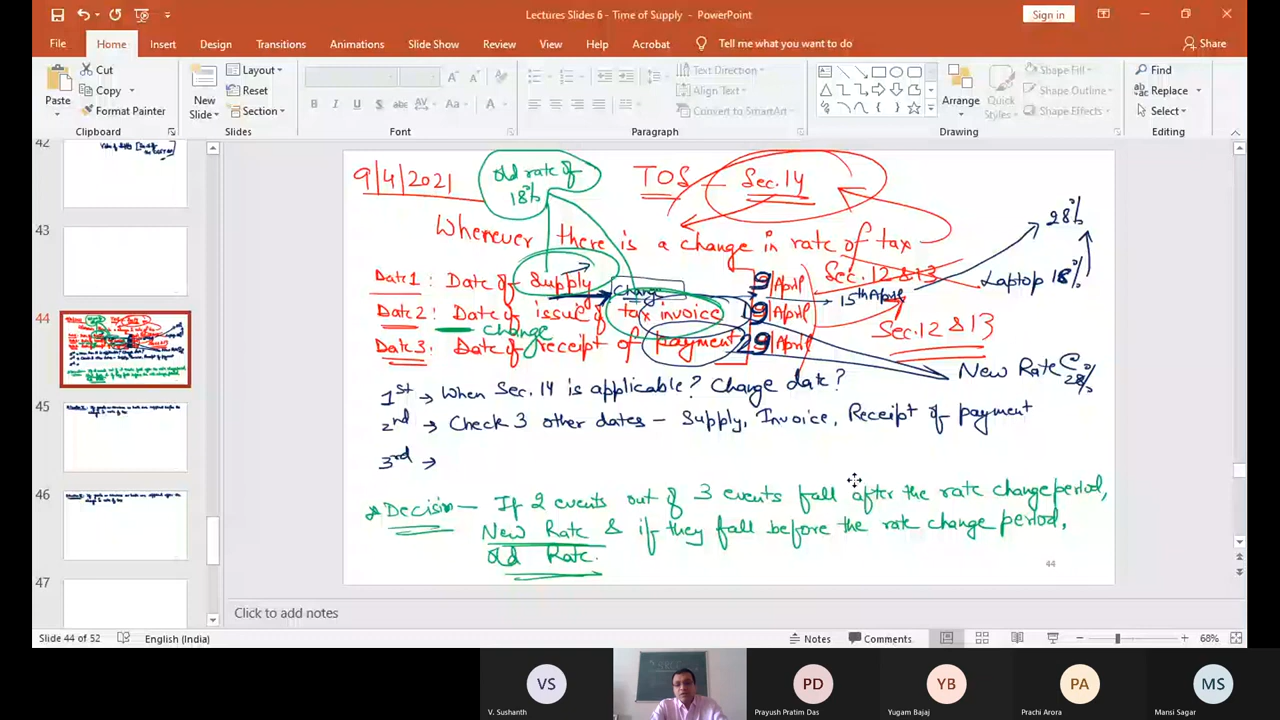 Lectures Slides 6 - Time of Supply - PowerPoint
Sign in
File Home Insert Design Transitions Animations Slide Show Review View Help Acrobat Tell me what you want to do Share
Paste
Cut
Copy
Format Painter
Clipboard
New Slide
Layout
Reset
Section
Slides
Font
Text Direction
Align Text
Convert to SmartArt
Paragraph
Arrange
Quick Styles
Shape Fill
Shape Outline
Shape Effects
Drawing
Find
Replace
Select
Editing
42
43
44
45
46
47
9/4/2021
Old rate of 18%
TOS - Sec. 14
Whenever there is a change in rate of tax
28%
Date 1: Date of supply
9/April
Sec. 12 & 13
Laptop 18%
Change
15th April
Date 2: Date of issue of tax invoice
19/April
change
Sec. 12 & 13
Date 3: Date of receipt of payment
29/April
New Rate @ 28%
1st → When Sec. 14 is applicable? Change date?
2nd → Check 3 other dates - Supply, Invoice, Receipt of payment
3rd →
Decision - If 2 events out of 3 events fall after the rate change period,
New Rate & if they fall before the rate change period,
Old Rate.
44
Click to add notes
Slide 44 of 52 English (India) Notes Comments 68%
VS
PD
YB
PA
MS
V. Sushanth
Prayush Pratim Das
Yugam Bajaj
Prachi Arora
Mansi Sagar